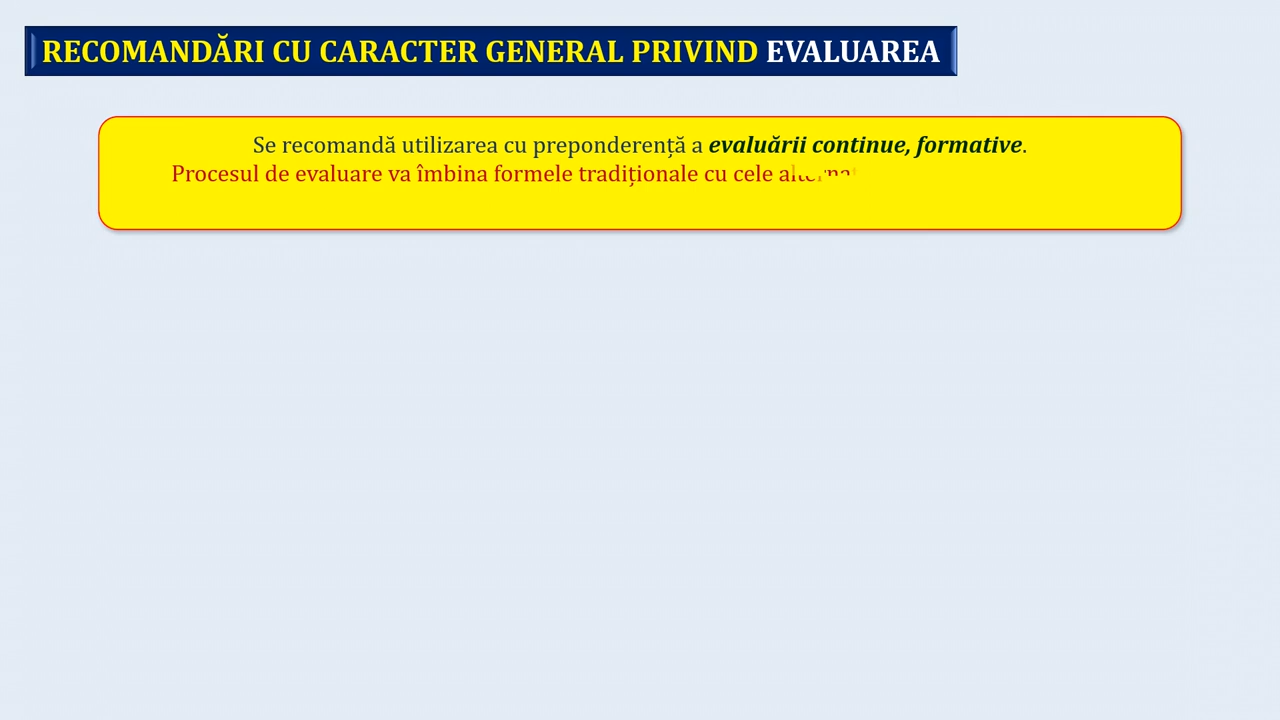 RECOMANDĂRI CU CARACTER GENERAL PRIVIND EVALUAREA
Se recomandă utilizarea cu preponderență a evaluării continue, formative.
Procesul de evaluare va îmbina formele tradiționale cu cele